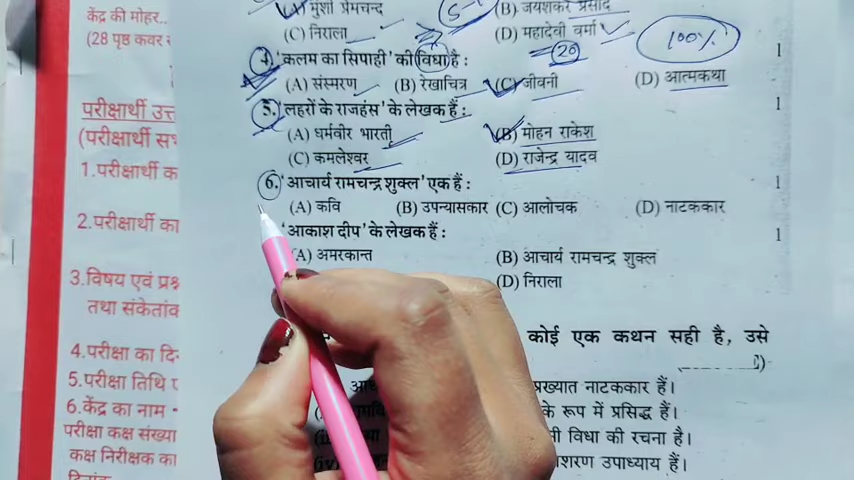 केंद्र की मोहर..
(28 पृष्ठ कवर
परीक्षार्थी उत्त
(परीक्षार्थी सभ
1.परीक्षार्थी क
2.परीक्षार्थी का
3.विषय एवं प्रश्न
तथा संकेतांक
4.परीक्षा का दि
5.परीक्षा तिथि ए
6.केंद्र का नाम
परीक्षा कक्ष संख्या
कक्ष निरीक्षक का
दिनांक
(A) मुंशी प्रेमचन्द (B) जयशंकर प्रसाद
(C) निराला (D) महादेवी वर्मा
20
100%
4. 'कलम का सिपाही' की विधा है : 1
(A) संस्मरण (B) रेखाचित्र (C) जीवनी (D) आत्मकथा
5. 'लहरों के राजहंस' के लेखक हैं : 1
(A) धर्मवीर भारती (B) मोहन राकेश
(C) कमलेश्वर (D) राजेन्द्र यादव
6. 'आचार्य रामचन्द्र शुक्ल' एक हैं : 1
(A) कवि (B) उपन्यासकार (C) आलोचक (D) नाटककार
'आकाश दीप' के लेखक हैं : 1
(A) अमरकान्त (B) आचार्य रामचन्द्र शुक्ल
(D) निराला
कोई एक कथन सही है, उसे
प्रख्यात नाटककार हैं।
के रूप में प्रसिद्ध हैं।
विधा की रचना है।
शरण उपाध्याय हैं।